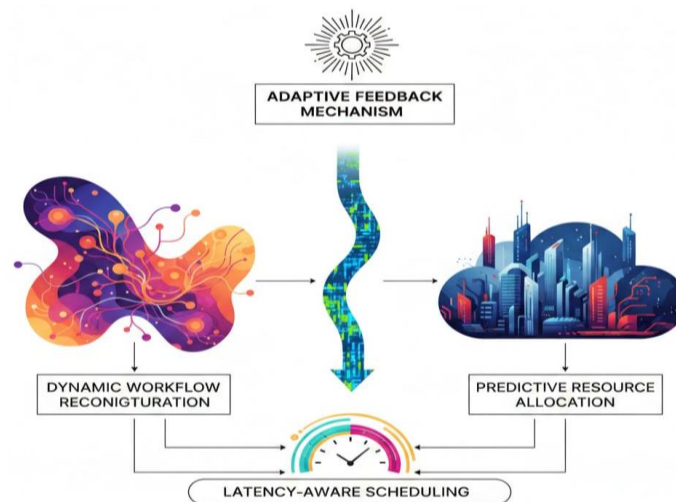 ADAPTIVE FEEDBACK
MECHANISM
DYNAMIC WORKFLOW
RECONIGTURATION
PREDICTIVE RESOURCE
ALLOCATION
LATENCY-AWARE SCHEDULING